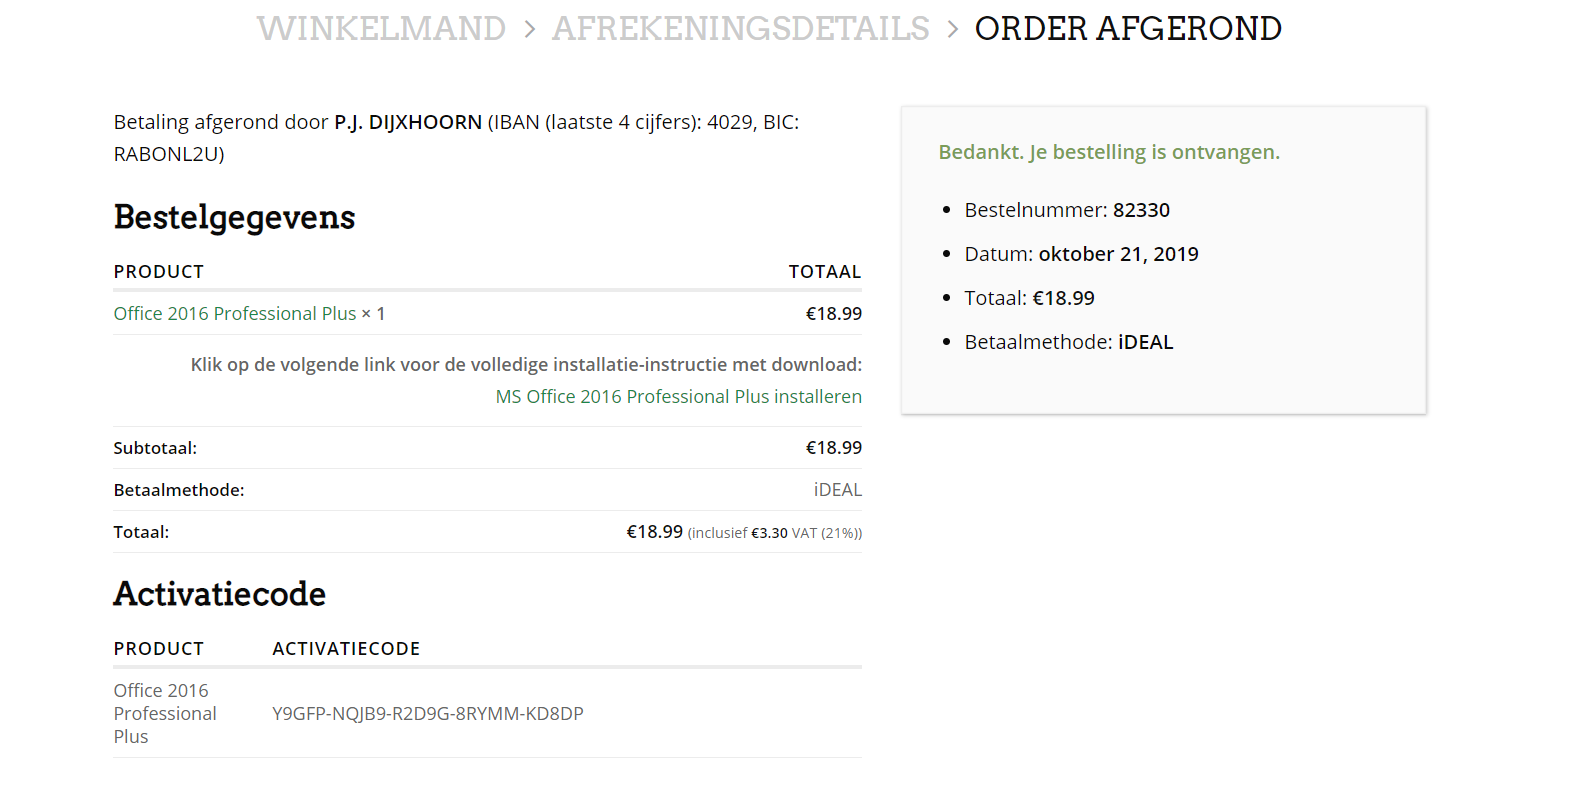 WINKELMAND > AFREKENINGSDETAILS > ORDER AFGEROND
Betaling afgerond door P.J. DIJXHOORN (IBAN (laatste 4 cijfers): 4029, BIC:
RABONL2U)
Bestelgegevens
PRODUCT TOTAAL
Office 2016 Professional Plus × 1 €18.99
Klik op de volgende link voor de volledige installatie-instructie met download:
MS Office 2016 Professional Plus installeren
Subtotaal: €18.99
Betaalmethode: iDEAL
Totaal: €18.99 (inclusief €3.30 VAT (21%))
Activatiecode
PRODUCT ACTIVATIECODE
Office 2016
Professional
Plus
Y9GFP-NQJB9-R2D9G-8RYMM-KD8DP
Bedankt. Je bestelling is ontvangen.
• Bestelnummer: 82330
• Datum: oktober 21, 2019
• Totaal: €18.99
• Betaalmethode: iDEAL